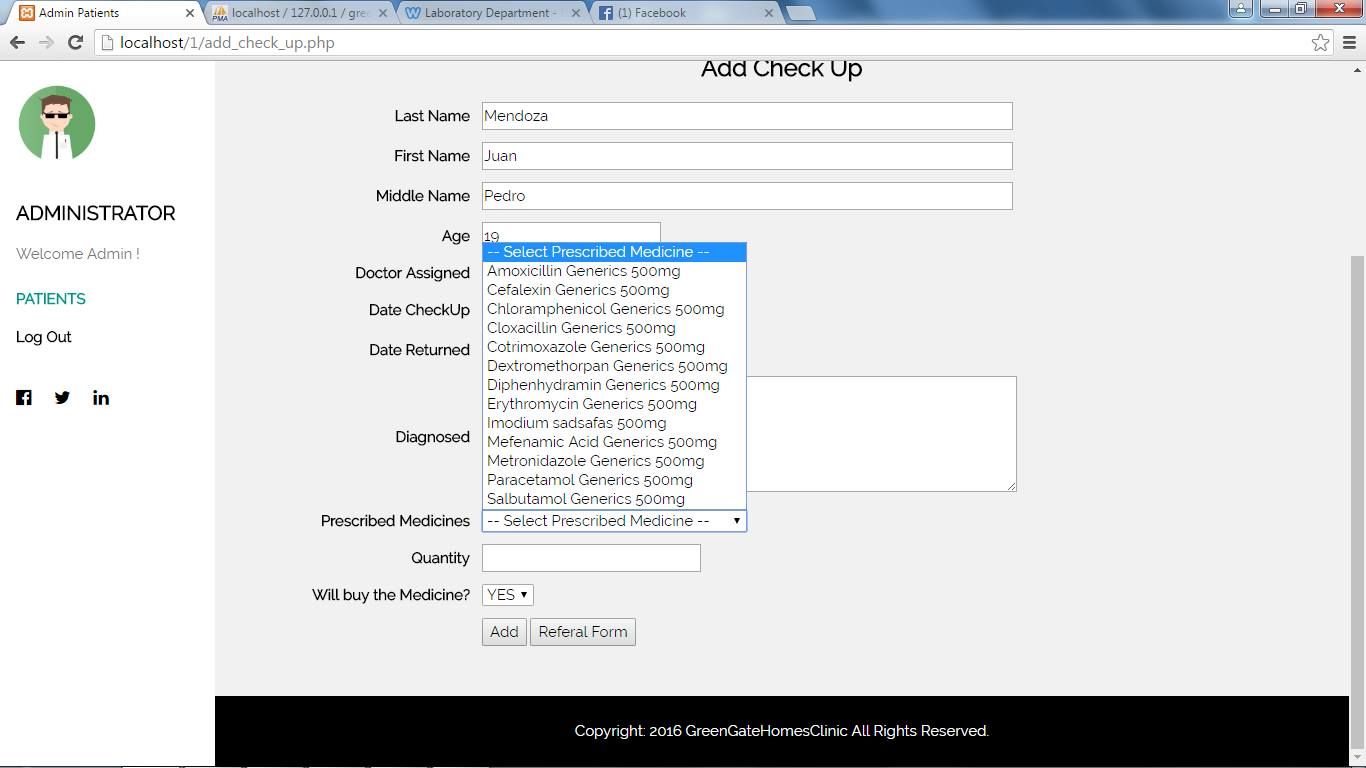 Admin Patients
localhost / 127.0.0.1 / gre
Laboratory Department -
(1) Facebook
localhost/1/add_check_up.php
Add Check Up
ADMINISTRATOR
Welcome Admin !
PATIENTS
Log Out
Last Name Mendoza
First Name Juan
Middle Name Pedro
Age 19
Doctor Assigned
Date CheckUp
Date Returned
Diagnosed
-- Select Prescribed Medicine --
Amoxicillin Generics 500mg
Cefalexin Generics 500mg
Chloramphenicol Generics 500mg
Cloxacillin Generics 500mg
Cotrimoxazole Generics 500mg
Dextromethorpan Generics 500mg
Diphenhydramin Generics 500mg
Erythromycin Generics 500mg
Imodium sadsafas 500mg
Mefenamic Acid Generics 500mg
Metronidazole Generics 500mg
Paracetamol Generics 500mg
Salbutamol Generics 500mg
Prescribed Medicines -- Select Prescribed Medicine --
Quantity
Will buy the Medicine? YES
Add Referal Form
Copyright: 2016 GreenGateHomesClinic All Rights Reserved.